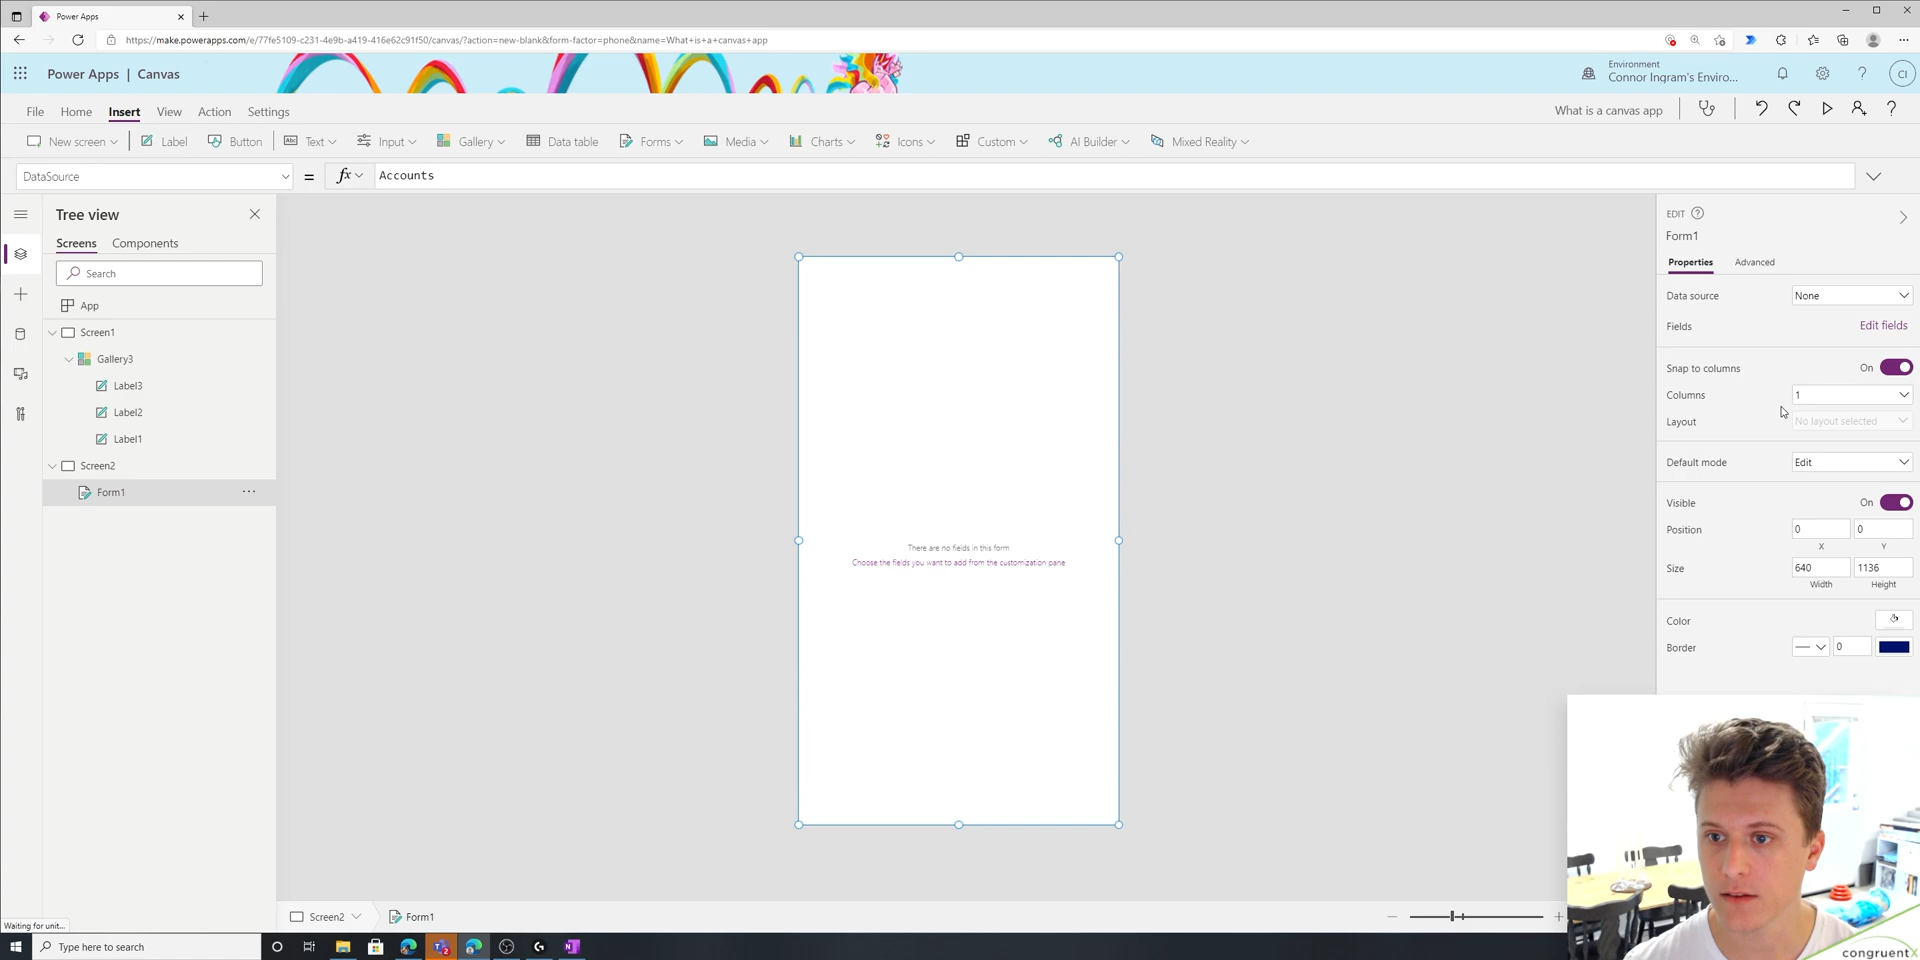 Power Apps
https://make.powerapps.com/e/77fe5109-c231-4e9b-a419-416e62c91f50/canvas/?action=new-blank&form-factor=phone&name=What+is+a+canvas+app
Power Apps | Canvas
Environment
Connor Ingram's Enviro...
CI
File Home Insert View Action Settings
What is a canvas app
New screen Label Button Text Input Gallery Data table Forms Media Charts Icons Custom AI Builder Mixed Reality
DataSource = fx Accounts
Tree view
Screens Components
Search
App
Screen1
Gallery3
Label3
Label2
Label1
Screen2
Form1
There are no fields in this form
Choose the fields you want to add from the customization pane
EDIT
Form1
Properties Advanced
Data source None
Fields Edit fields
Snap to columns On
Columns 1
Layout No layout selected
Default mode Edit
Visible On
Position 0 0
X Y
Size 640 1136
Width Height
Color
Border 0
Screen2 Form1
Waiting for unit...
Type here to search
congruentX